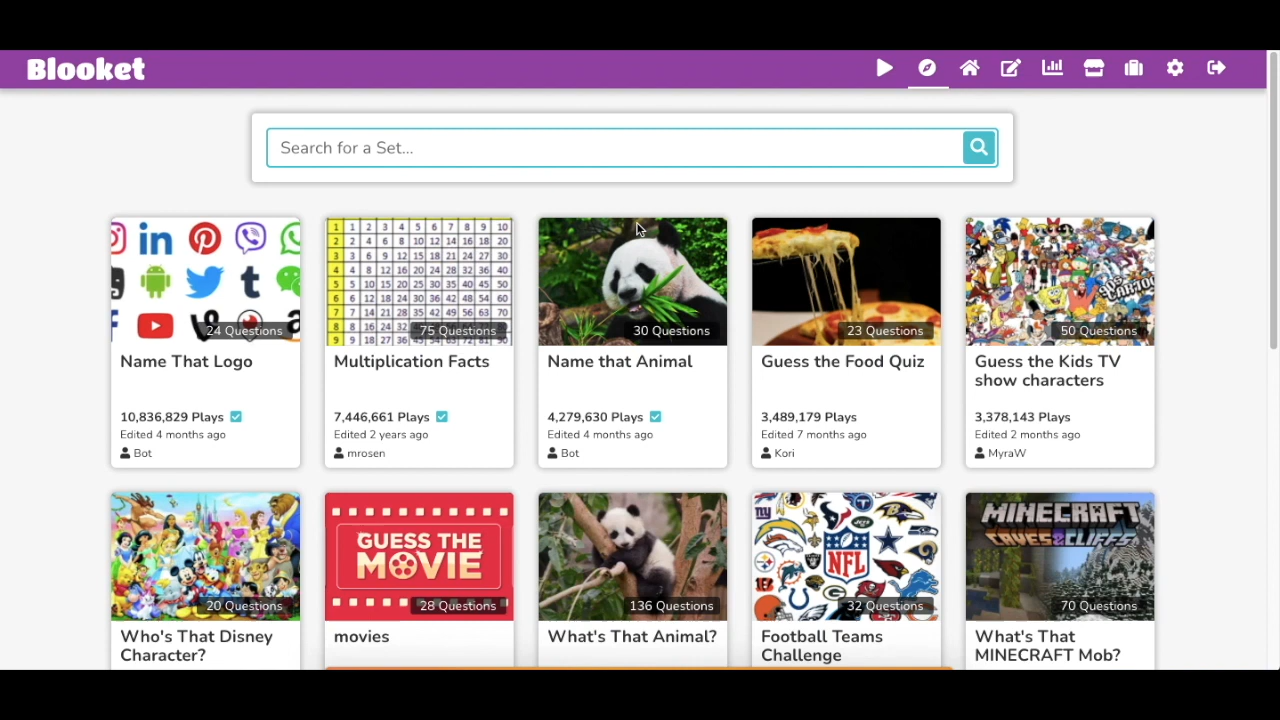 Blooket
Search for a Set...
24 Questions
75 Questions
30 Questions
23 Questions
50 Questions
Name That Logo
Multiplication Facts
Name that Animal
Guess the Food Quiz
Guess the Kids TV
show characters
10,836,829 Plays
7,446,661 Plays
4,279,630 Plays
3,489,179 Plays
3,378,143 Plays
Edited 4 months ago
Edited 2 years ago
Edited 4 months ago
Edited 7 months ago
Edited 2 months ago
Bot
mrosen
Bot
Kori
MyraW
GUESS THE
MOVIE
NFL
MINECRAFT
CAVES & CLIFFS
20 Questions
28 Questions
136 Questions
32 Questions
70 Questions
Who's That Disney
Character?
movies
What's That Animal?
Football Teams
Challenge
What's That
MINECRAFT Mob?